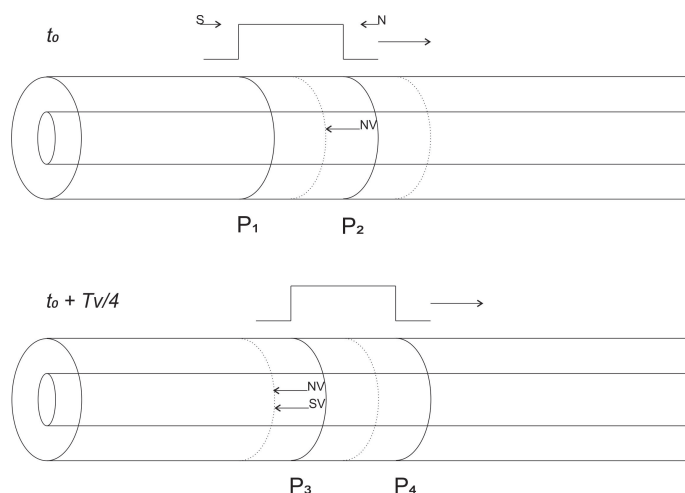 S N
t₀
NV
P₁ P₂
t₀ + Tv/4
NV
SV
P₃ P₄